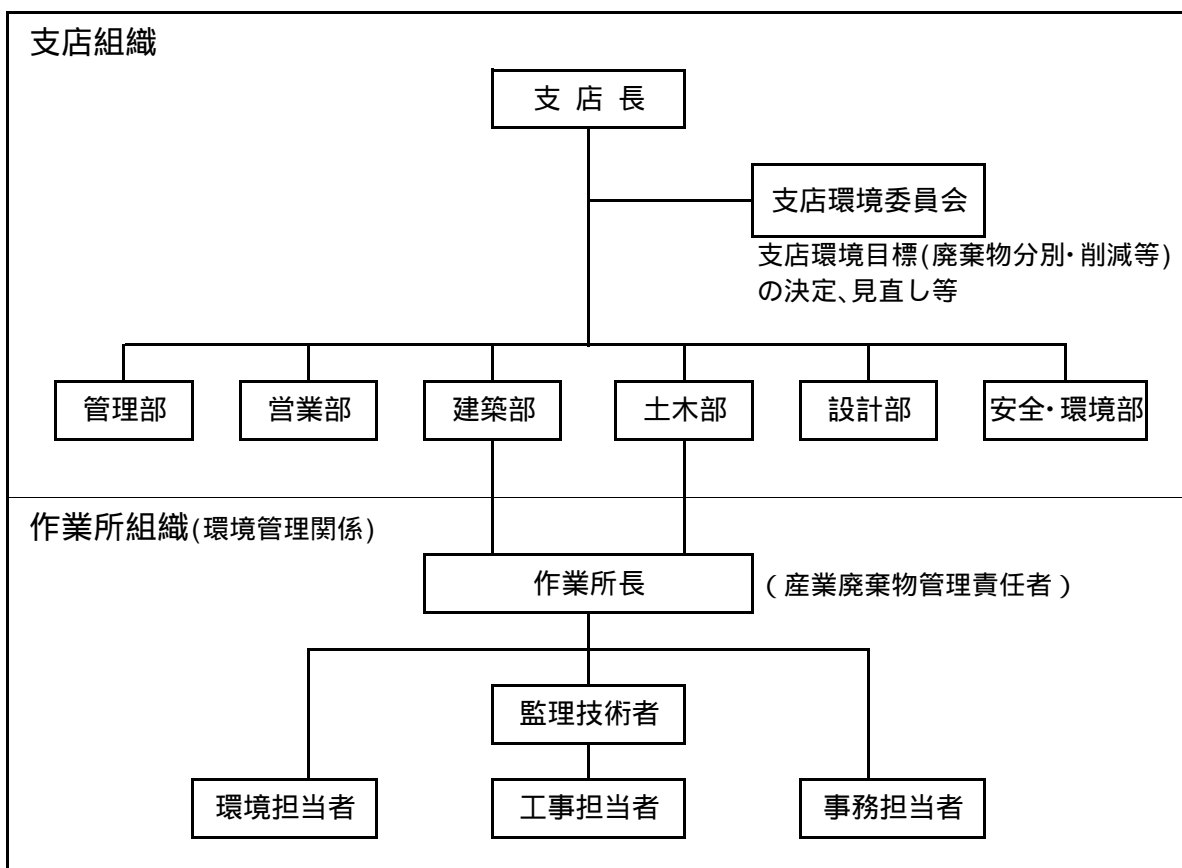 支店組織
支 店 長
支店環境委員会
支店環境目標(廃棄物分別・削減等)
の決定、見直し等
管理部
営業部
建築部
土木部
設計部
安全・環境部
作業所組織(環境管理関係)
作業所長
(産業廃棄物管理責任者)
監理技術者
環境担当者
工事担当者
事務担当者